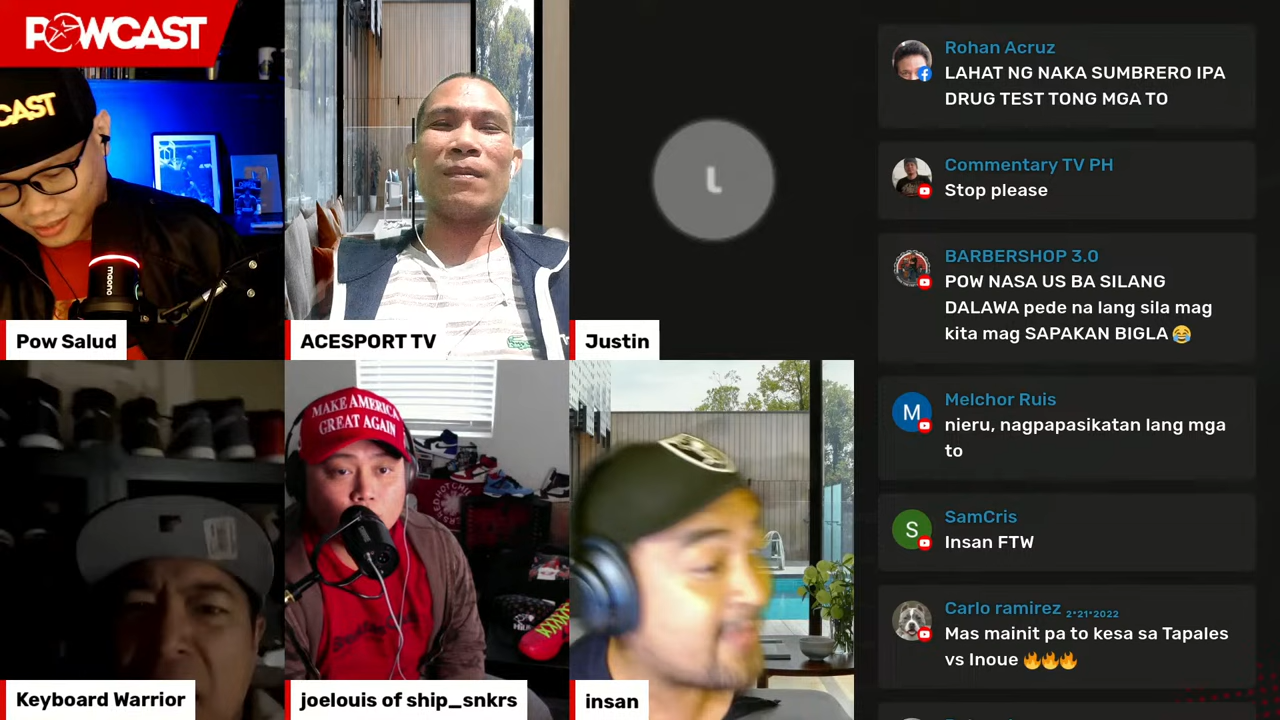 POWCAST
CAST
maono
Pow Salud
ACESPORT TV
L
Justin
Keyboard Warrior
MAKE AMERICA
GREAT AGAIN
RED HOT CHILI
joelouis of ship_snkrs
insan
Rohan Acruz
LAHAT NG NAKA SUMBRERO IPA
DRUG TEST TONG MGA TO
Commentary TV PH
Stop please
BARBERSHOP 3.0
POW NASA US BA SILANG
DALAWA pede na lang sila mag
kita mag SAPAKAN BIGLA 😂
M
Melchor Ruis
nieru, nagpapasikatan lang mga
to
S
SamCris
Insan FTW
Carlo ramirez 2•21•2022
Mas mainit pa to kesa sa Tapales
vs Inoue 🔥🔥🔥